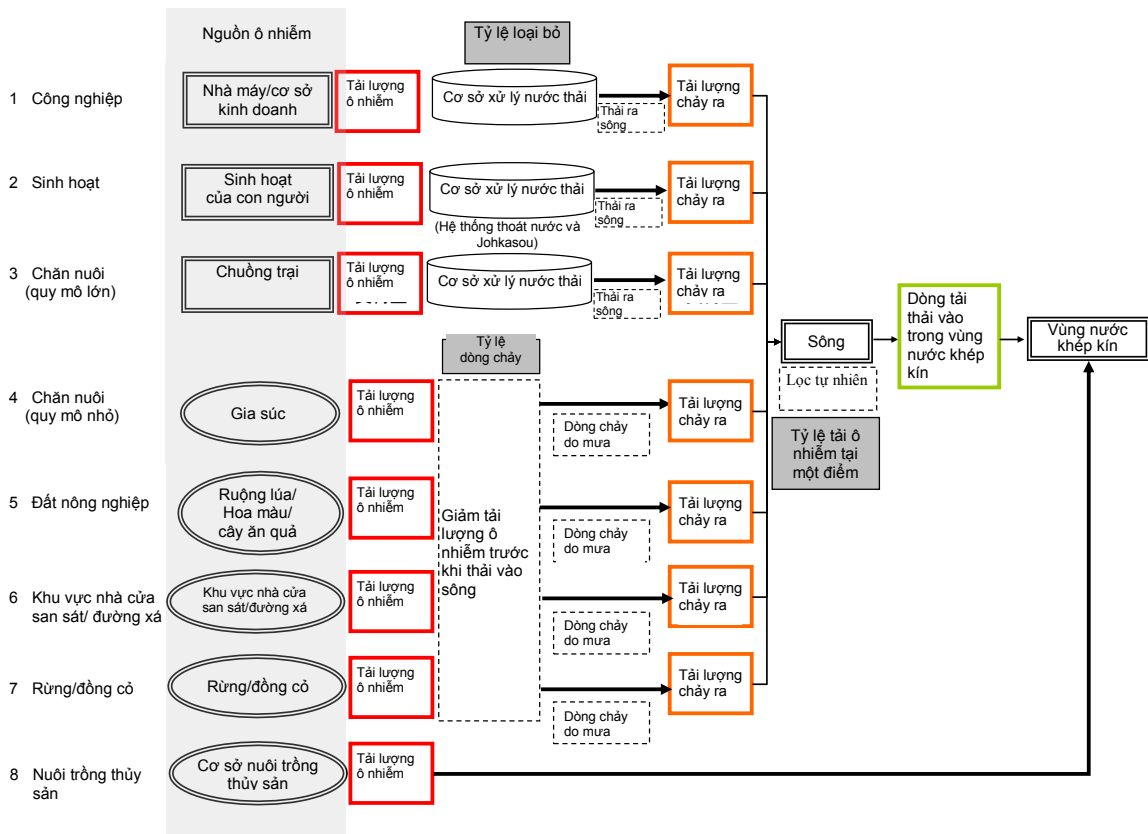 Nguồn ô nhiễm
Tỷ lệ loại bỏ
1 Công nghiệp
Nhà máy/cơ sở
kinh doanh
Tải lượng
ô nhiễm
Cơ sở xử lý nước thải
Thải ra
sông
Tải lượng
chảy ra
2 Sinh hoạt
Sinh hoạt
của con người
Tải lượng
ô nhiễm
Cơ sở xử lý nước thải
(Hệ thống thoát nước và
Johkasou)
Thải ra
sông
Tải lượng
chảy ra
3 Chăn nuôi
(quy mô lớn)
Chuồng trại
Tải lượng
ô nhiễm
Cơ sở xử lý nước thải
Thải ra
sông
Tải lượng
chảy ra
Tỷ lệ
dòng chảy
4 Chăn nuôi
(quy mô nhỏ)
Gia súc
Tải lượng
ô nhiễm
Dòng chảy
do mưa
Tải lượng
chảy ra
5 Đất nông nghiệp
Ruộng lúa/
Hoa màu/
cây ăn quả
Tải lượng
ô nhiễm
Giảm tải
lượng ô
nhiễm trước
khi thải vào
sông
Dòng chảy
do mưa
Tải lượng
chảy ra
6 Khu vực nhà cửa
san sát/ đường xá
Khu vực nhà cửa
san sát/đường xá
Tải lượng
ô nhiễm
Dòng chảy
do mưa
Tải lượng
chảy ra
7 Rừng/đồng cỏ
Rừng/đồng cỏ
Tải lượng
ô nhiễm
Dòng chảy
do mưa
Tải lượng
chảy ra
8 Nuôi trồng thủy
sản
Cơ sở nuôi trồng
thủy sản
Tải lượng
ô nhiễm
Sông
Lọc tự nhiên
Tỷ lệ tải ô
nhiễm tại
một điểm
Dòng tải
thải vào
trong vùng
nước khép
kín
Vùng nước
khép kín